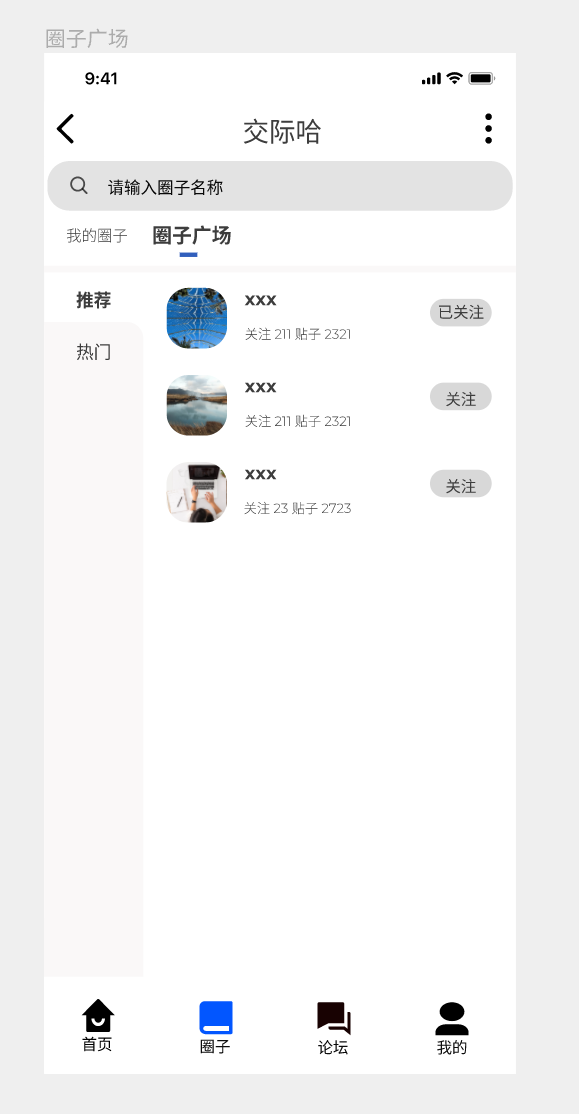 圈子广场
9:41
交际哈
请输入圈子名称
我的圈子 圈子广场
推荐
热门
xxx
关注 211 贴子 2321
已关注
xxx
关注 211 贴子 2321
关注
xxx
关注 23 贴子 2723
关注
首页 圈子 论坛 我的